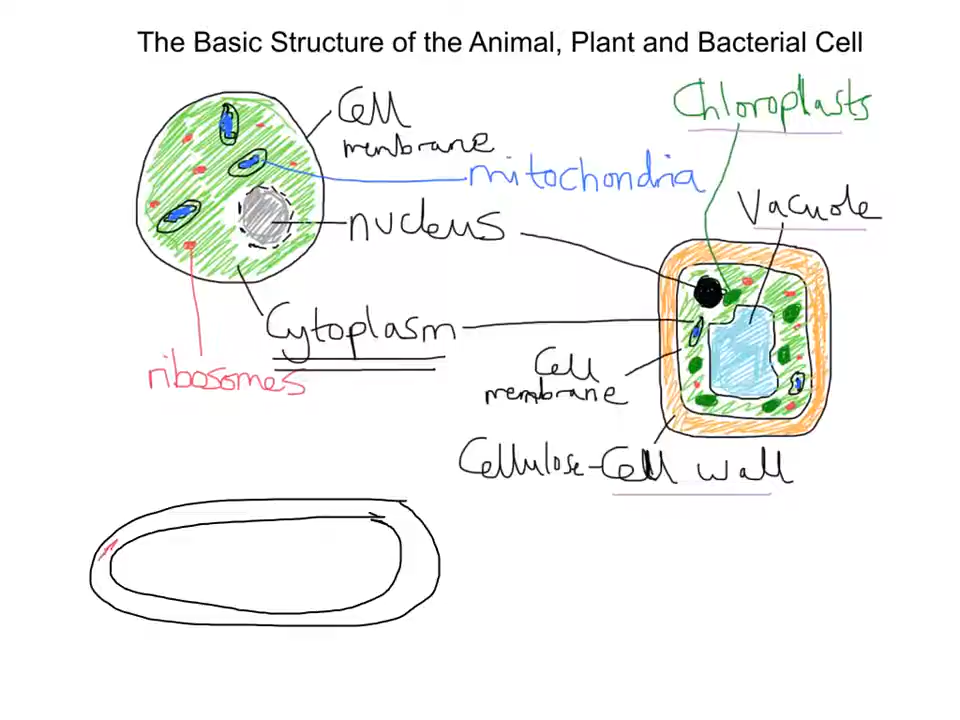 The Basic Structure of the Animal, Plant and Bacterial Cell
Cell
membrane
Chloroplasts
mitochondria
Vacuole
nucleus
Cytoplasm
ribosomes
Cell
membrane
Cellulose-Cell wall